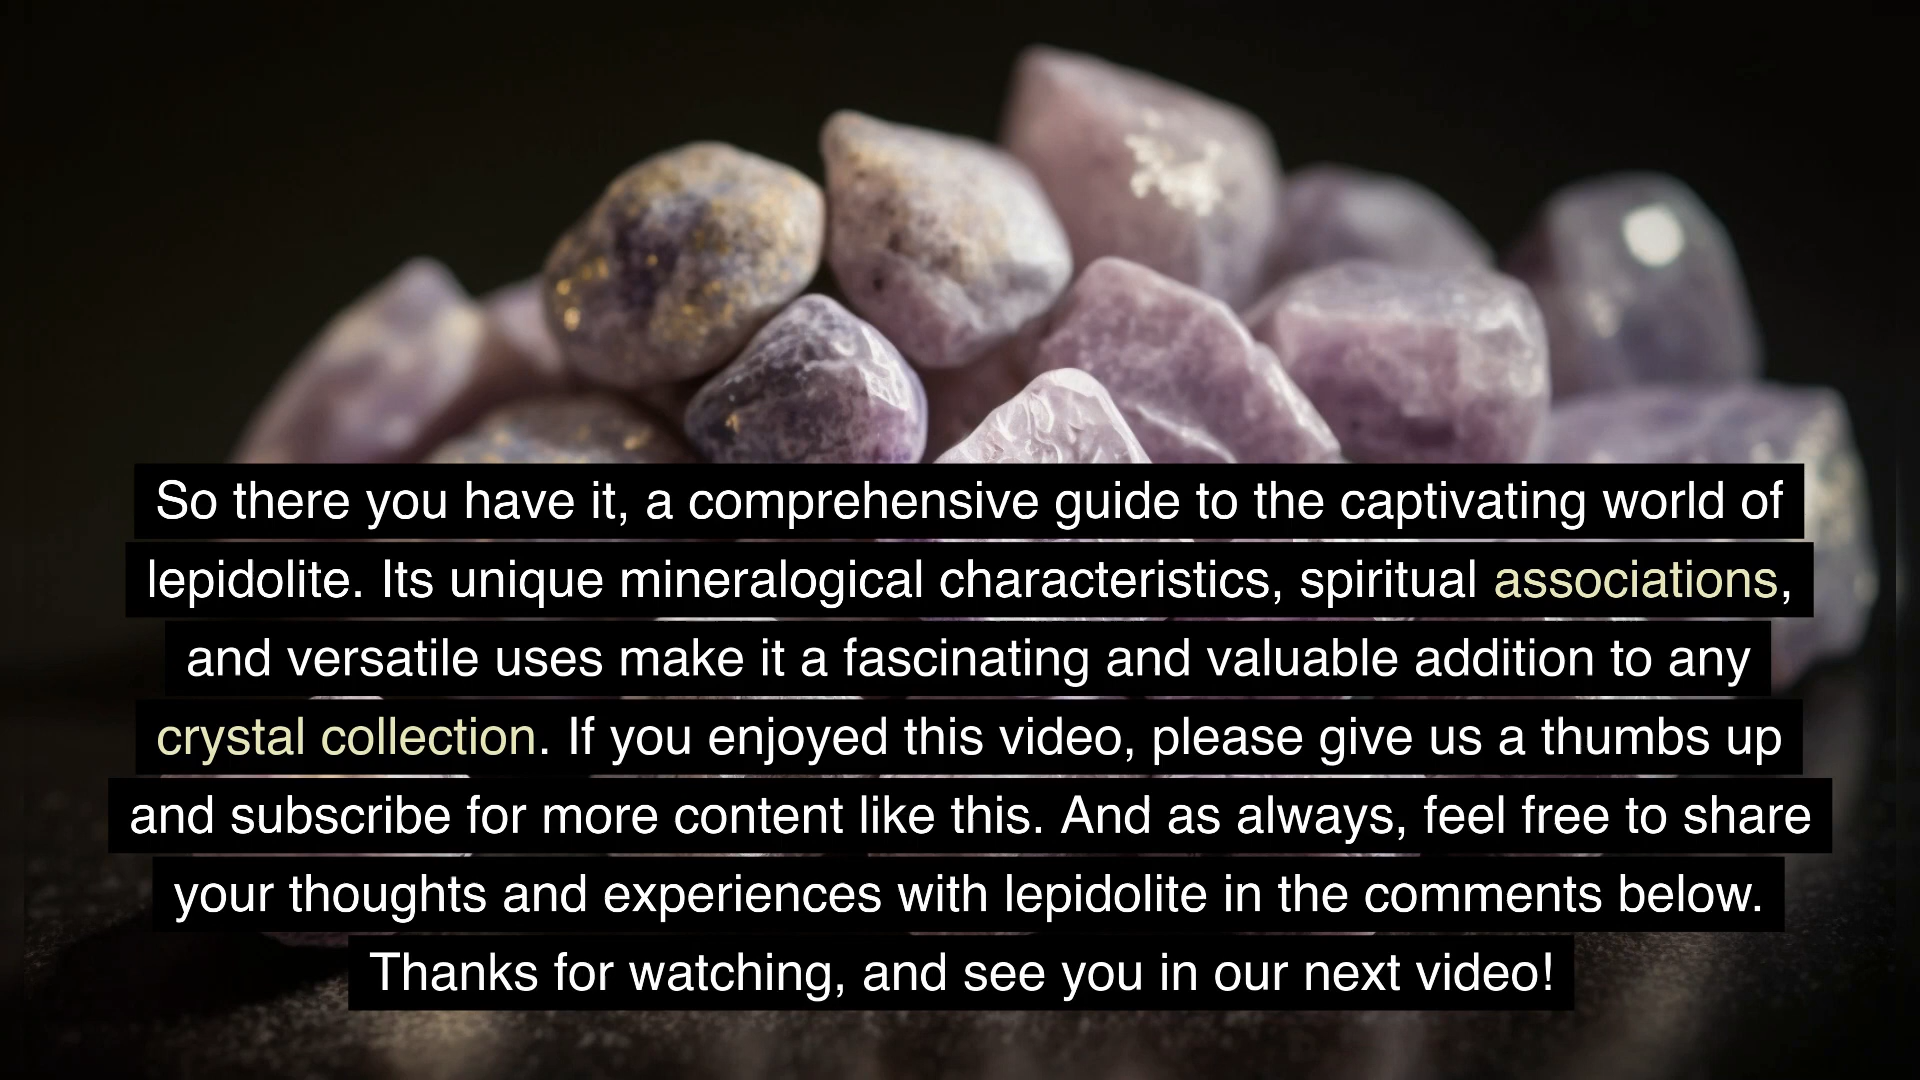 So there you have it, a comprehensive guide to the captivating world of
lepidolite. Its unique mineralogical characteristics, spiritual associations,
and versatile uses make it a fascinating and valuable addition to any
crystal collection. If you enjoyed this video, please give us a thumbs up
and subscribe for more content like this. And as always, feel free to share
your thoughts and experiences with lepidolite in the comments below.
Thanks for watching, and see you in our next video!